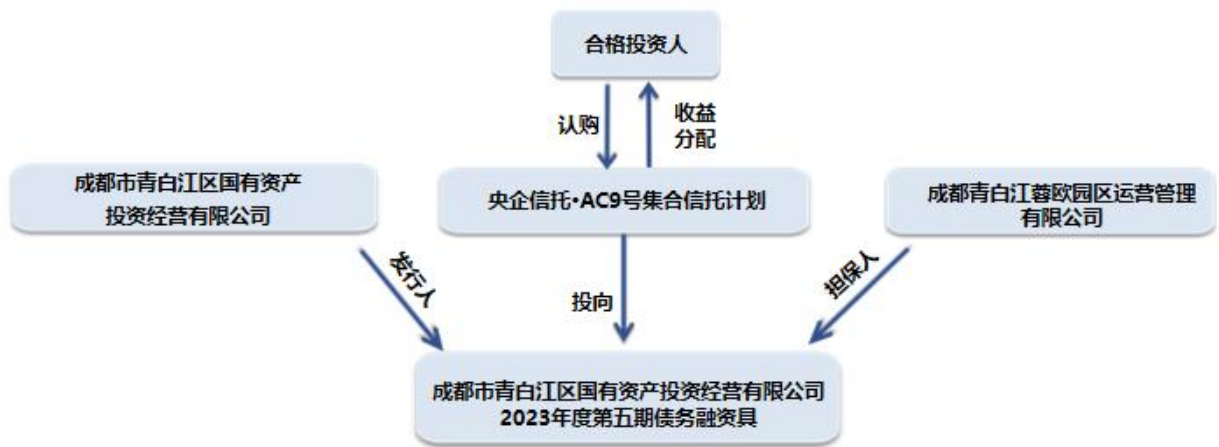 合格投资人
认购
收益
分配
成都市青白江区国有资产
投资经营有限公司
央企信托•AC9号集合信托计划
成都青白江蓉欧园区运营管理
有限公司
发行人
投向
担保人
成都市青白江区国有资产投资经营有限公司
2023年度第五期债务融资具